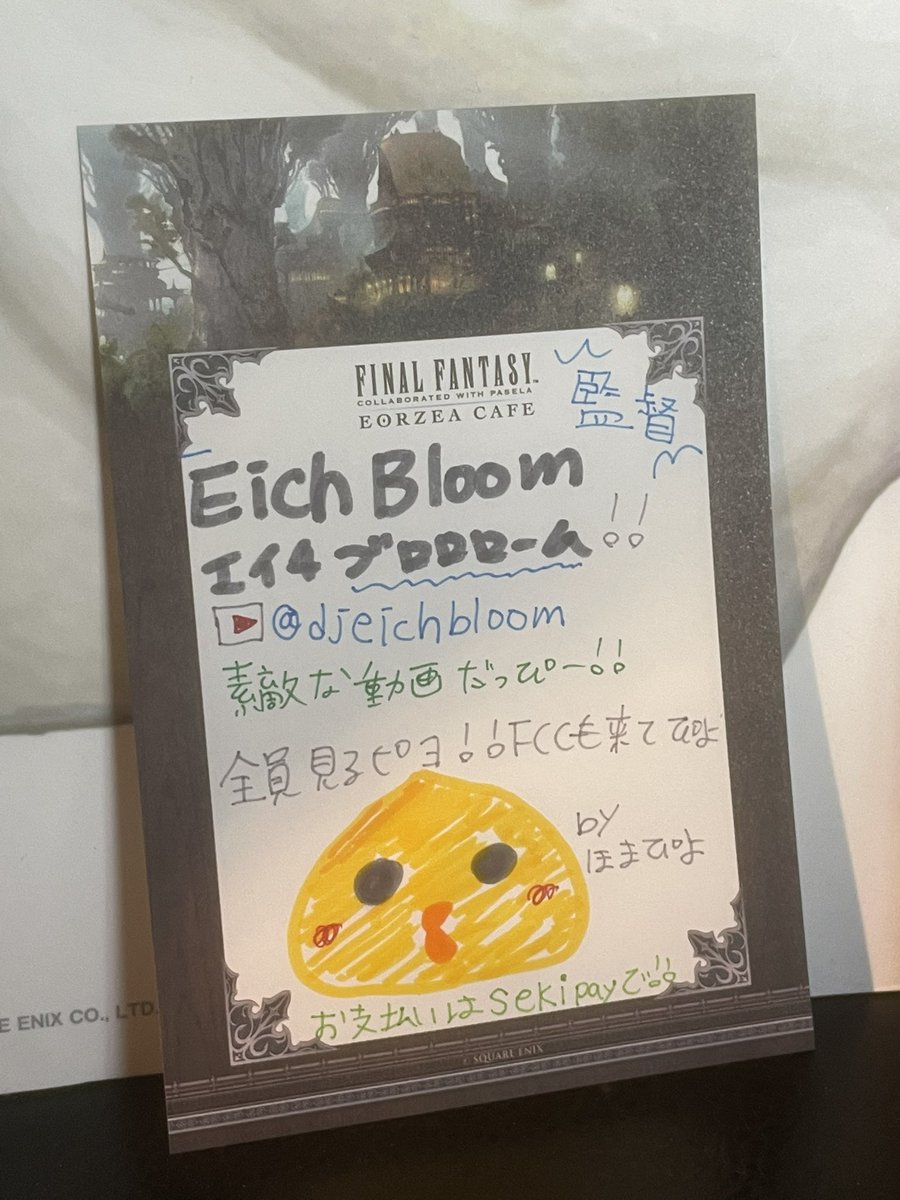 FINAL FANTASY™
COLLABORATED WITH PASELA
EORZEA CAFE
監督
Eich Bloom
エイチ ブロロローム!!
@djeichbloom
素敵な動画だっぴー!!
全員見るピヨ!!FCCも来てぴよ
by
ほまぴよ
お支払いはsekipayで!!
© SQUARE ENIX
E ENIX CO., LTD.